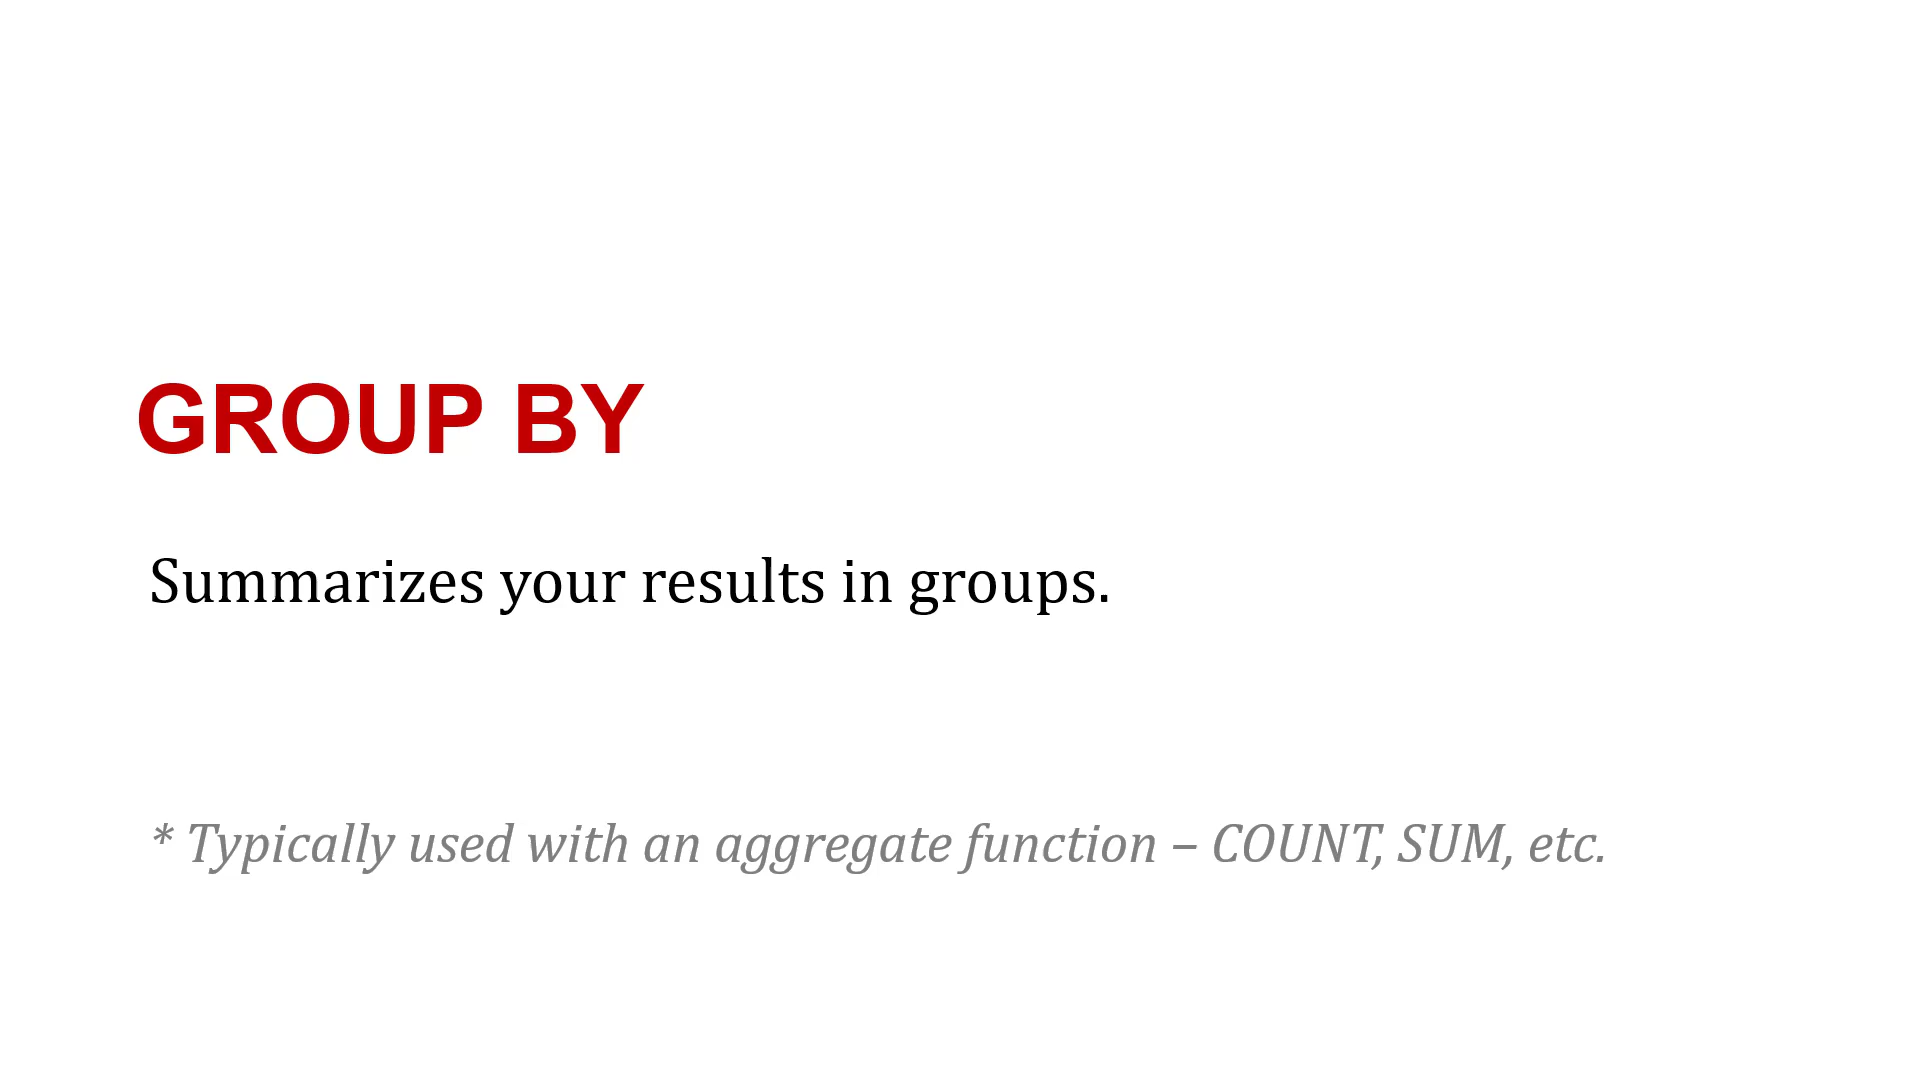 GROUP BY
Summarizes your results in groups.
* Typically used with an aggregate function – COUNT, SUM, etc.